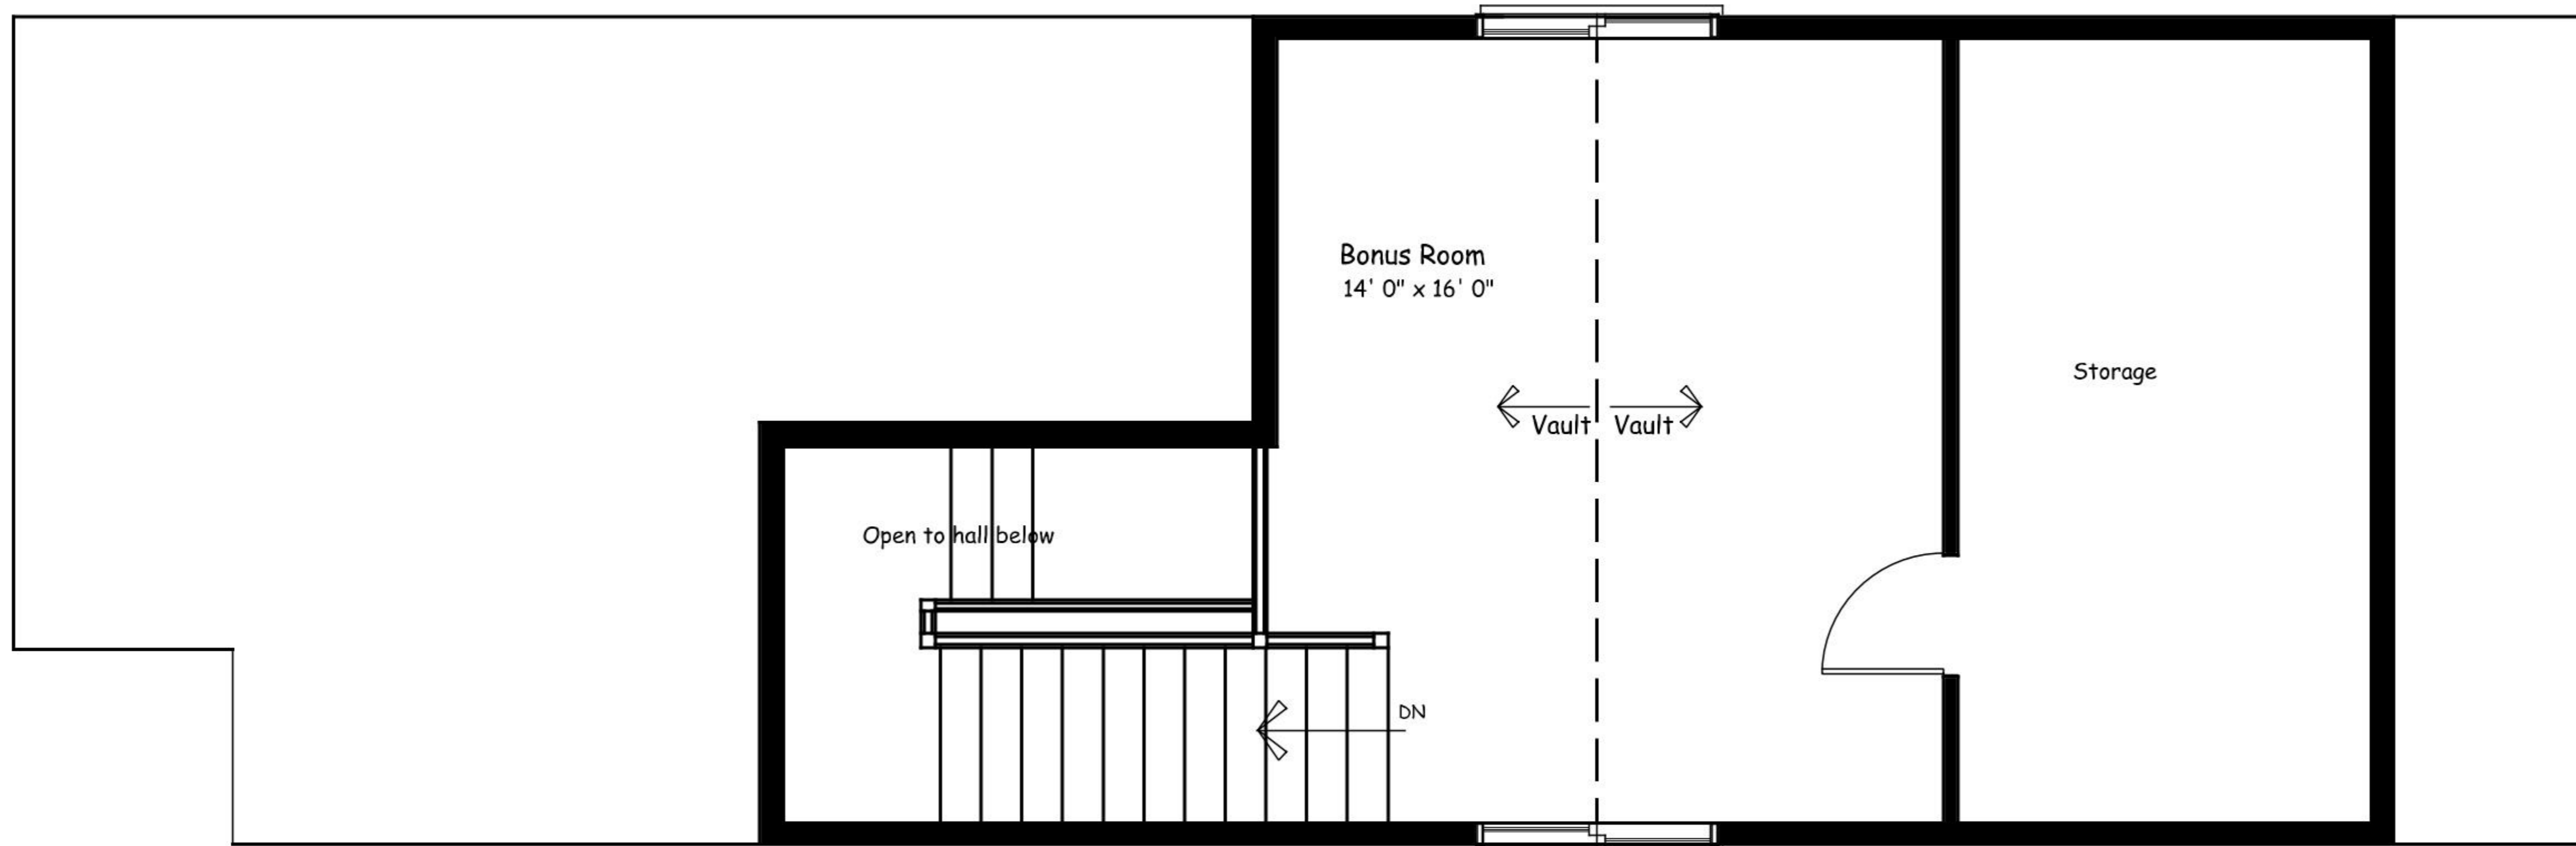 Bonus Room
14' 0" x 16' 0"
Storage
Vault Vault
Open to hall below
DN